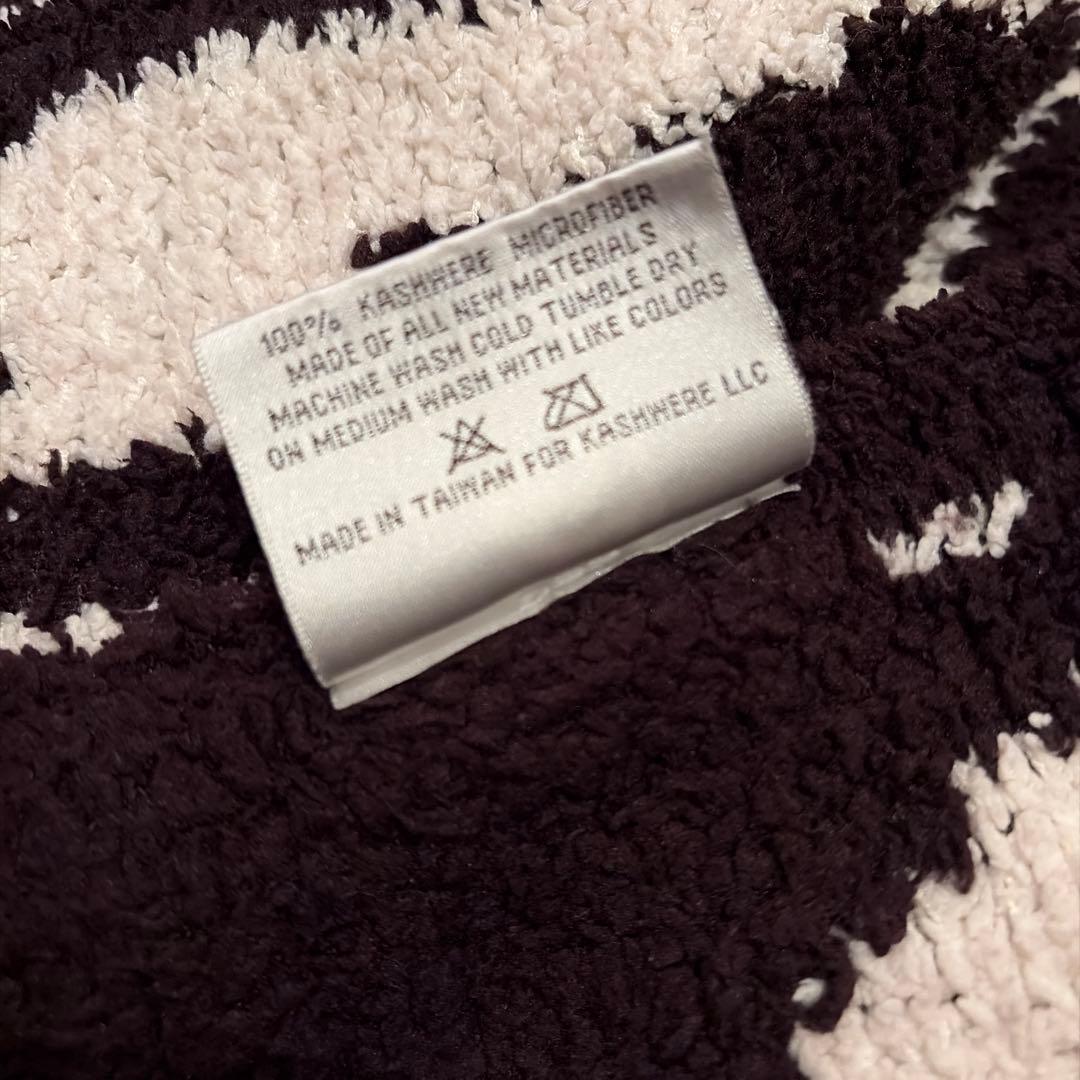 100% KASHWERE MICROFIBER
MADE OF ALL NEW MATERIALS
MACHINE WASH COLD TUMBLE DRY
ON MEDIUM WASH WITH LIKE COLORS
MADE IN TAIWAN FOR KASHWERE LLC